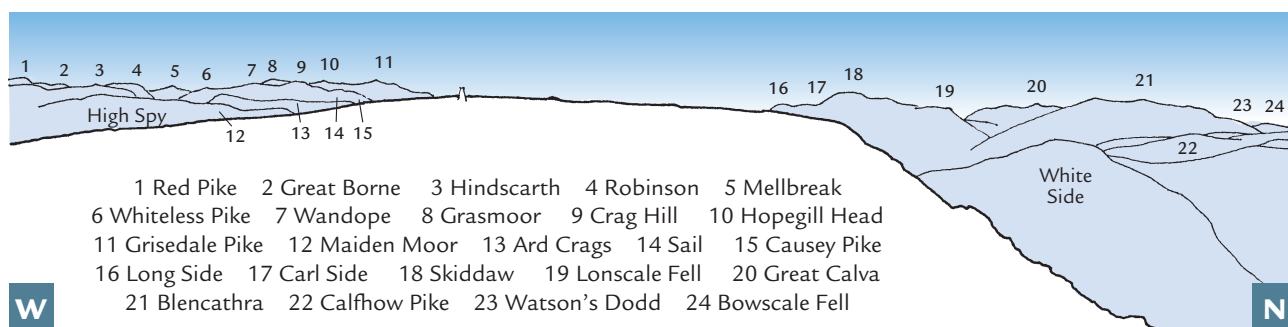 1 2 3 4 5 6 7 8 9 10 11 16 17 18 19 20 21 23 24
High Spy 12 13 14 15 22
White
Side
1 Red Pike 2 Great Borne 3 Hindscarth 4 Robinson 5 Mellbreak
6 Whiteless Pike 7 Wandope 8 Grasmoor 9 Crag Hill 10 Hopegill Head
11 Grisedale Pike 12 Maiden Moor 13 Ard Crags 14 Sail 15 Causey Pike
16 Long Side 17 Carl Side 18 Skiddaw 19 Lonscale Fell 20 Great Calva
21 Blencathra 22 Calfhow Pike 23 Watson's Dodd 24 Bowscale Fell
W N